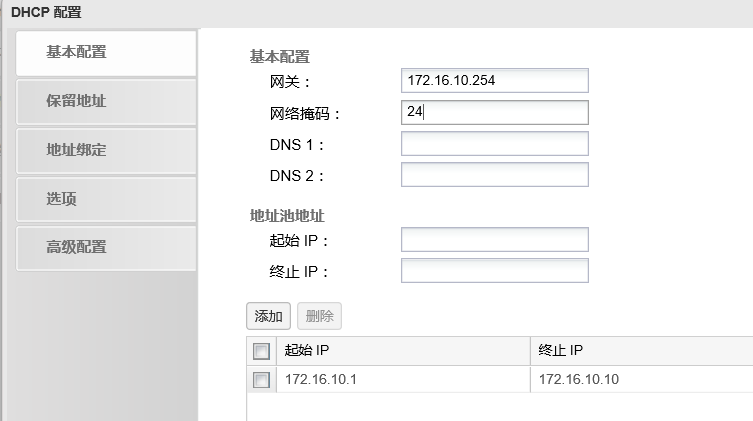 DHCP 配置
基本配置
保留地址
地址绑定
选项
高级配置
基本配置
网关： 172.16.10.254
网络掩码： 24
DNS 1：
DNS 2：
地址池地址
起始 IP：
终止 IP：
添加 删除
起始 IP 终止 IP
172.16.10.1 172.16.10.10